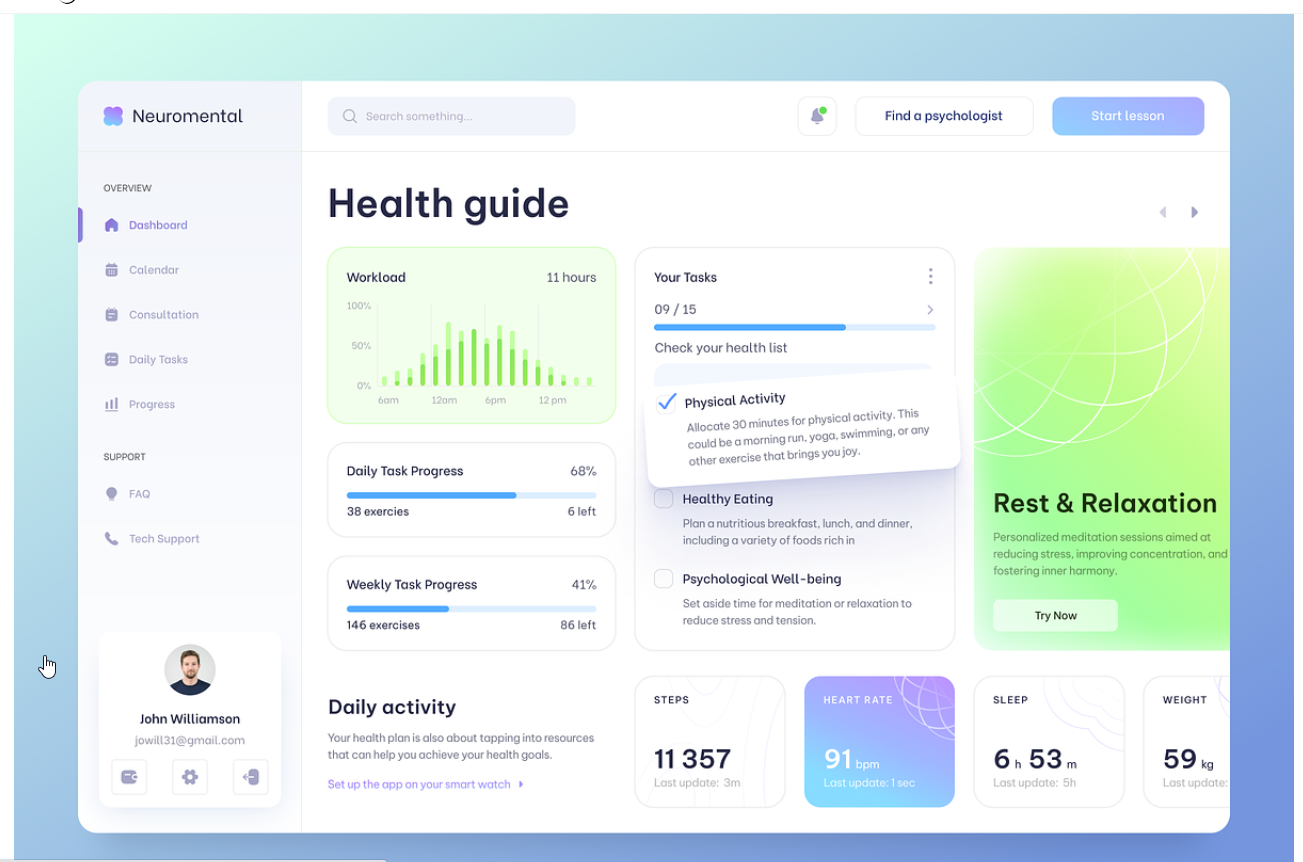 Neuromental
Search something...
Find a psychologist
Start lesson
OVERVIEW
Dashboard
Calendar
Consultation
Daily Tasks
Progress
SUPPORT
FAQ
Tech Support
John Williamson
jowill31@gmail.com
Health guide
Workload
11 hours
100%
50%
0%
6am
12am
6pm
12 pm
Daily Task Progress
68%
38 exercies
6 left
Weekly Task Progress
41%
146 exercises
86 left
Your Tasks
09 / 15
Check your health list
Physical Activity
Allocate 30 minutes for physical activity. This
could be a morning run, yoga, swimming, or any
other exercise that brings you joy.
Healthy Eating
Plan a nutritious breakfast, lunch, and dinner,
including a variety of foods rich in
Psychological Well-being
Set aside time for meditation or relaxation to
reduce stress and tension.
Rest & Relaxation
Personalized meditation sessions aimed at
reducing stress, improving concentration, and
fostering inner harmony.
Try Now
Daily activity
Your health plan is also about tapping into resources
that can help you achieve your health goals.
Set up the app on your smart watch
STEPS
11 357
Last update: 3m
HEART RATE
91 bpm
Last update: 1 sec
SLEEP
6 h 53 m
Last update: 5h
WEIGHT
59 kg
Last update: